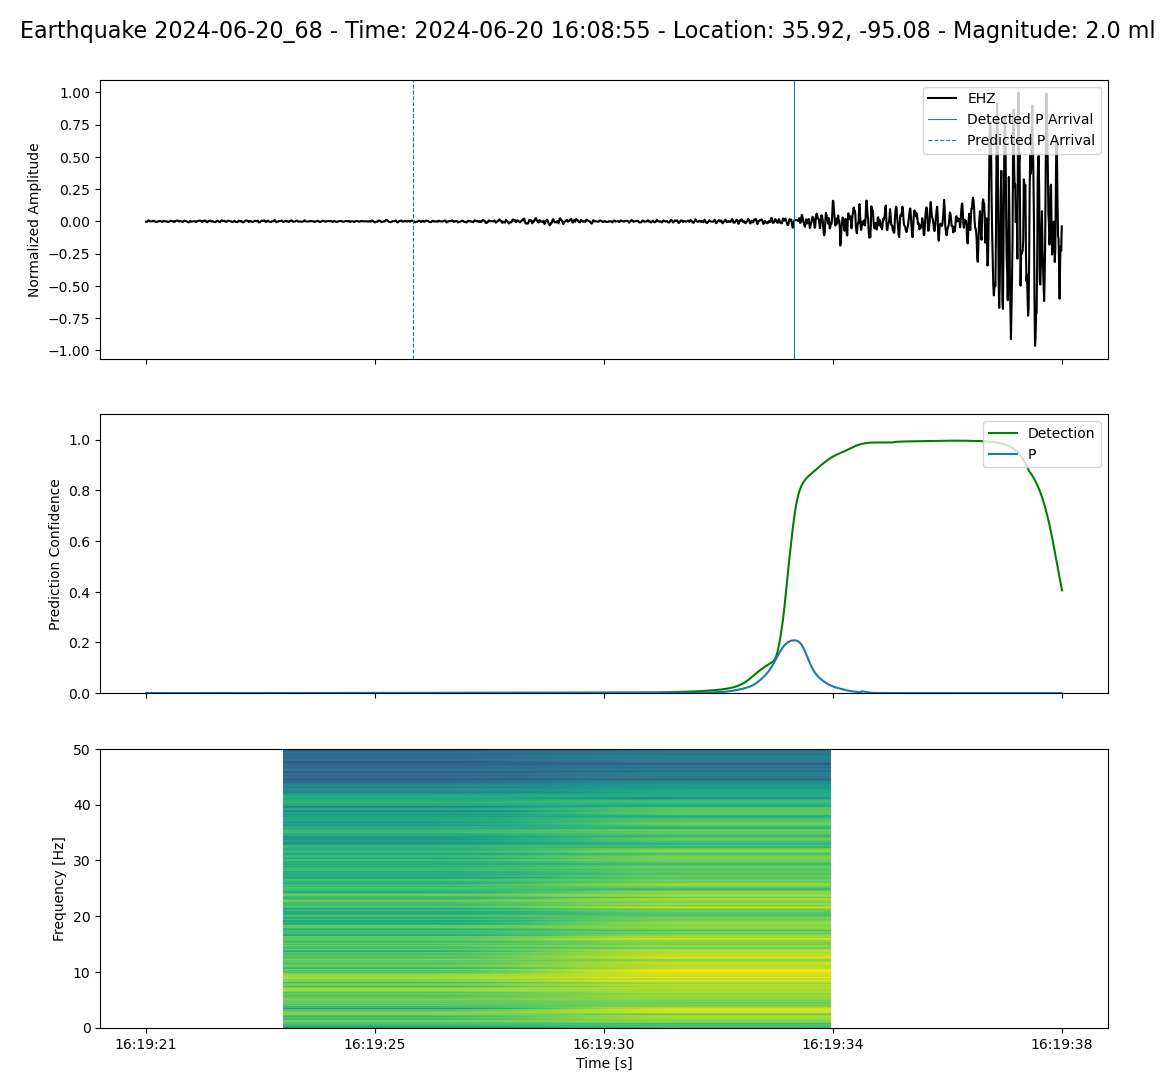 Earthquake 2024-06-20_68 - Time: 2024-06-20 16:08:55 - Location: 35.92, -95.08 - Magnitude: 2.0 ml
Normalized Amplitude
1.00
0.75
0.50
0.25
0.00
−0.25
−0.50
−0.75
−1.00
EHZ
Detected P Arrival
Predicted P Arrival
Prediction Confidence
1.0
0.8
0.6
0.4
0.2
0.0
Detection
P
Frequency [Hz]
50
40
30
20
10
0
16:19:21
16:19:25
16:19:30
16:19:34
16:19:38
Time [s]